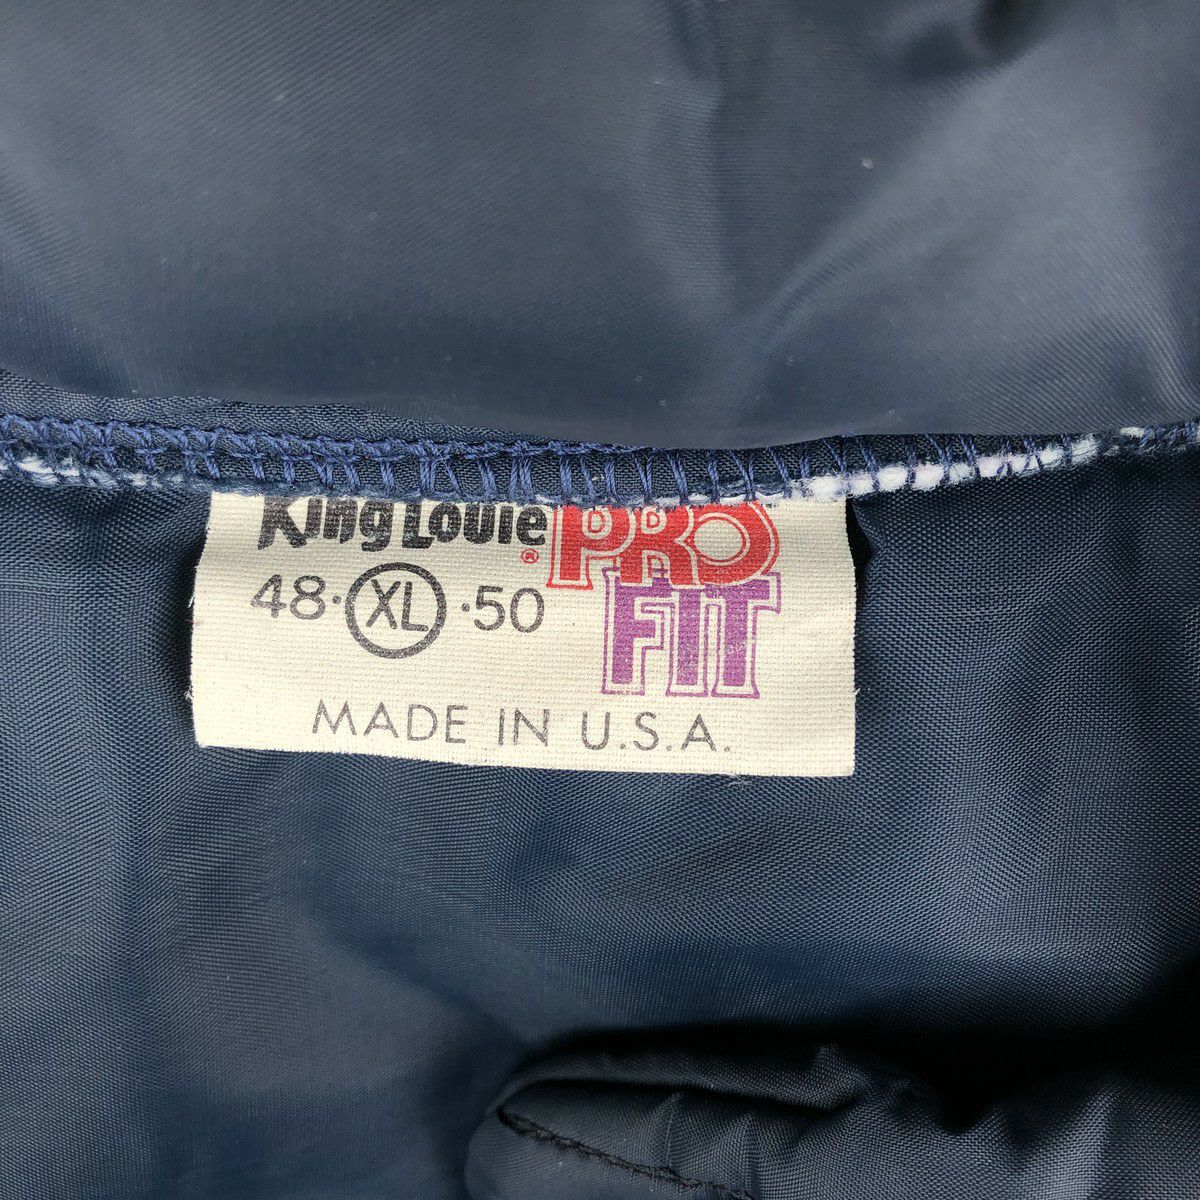 King Louie ® PRO
48·XL·50 FIT
MADE IN U.S.A.